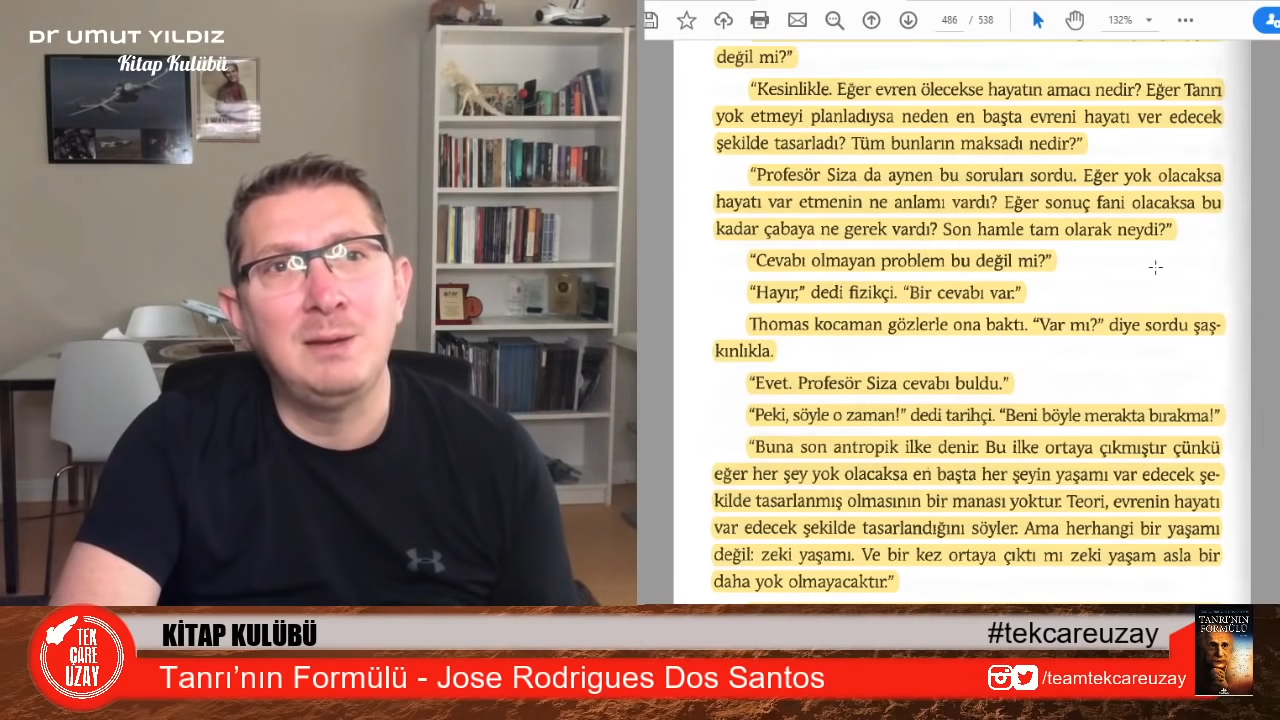 DR UMUT YILDIZ
Kitap Kulübü
486 / 538
132%
değil mi?”
“Kesinlikle. Eğer evren ölecekse hayatın amacı nedir? Eğer Tanrı
yok etmeyi planladıysa neden en başta evreni hayatı ver edecek
şekilde tasarladı? Tüm bunların maksadı nedir?”
“Profesör Siza da aynen bu soruları sordu. Eğer yok olacaksa
hayatı var etmenin ne anlamı vardı? Eğer sonuç fani olacaksa bu
kadar çabaya ne gerek vardı? Son hamle tam olarak neydi?”
“Cevabı olmayan problem bu değil mi?”
“Hayır,” dedi fizikçi. “Bir cevabı var.”
Thomas kocaman gözlerle ona baktı. “Var mı?” diye sordu şaş-
kınlıkla.
“Evet. Profesör Siza cevabı buldu.”
“Peki, söyle o zaman!” dedi tarihçi. “Beni böyle merakta bırakma!”
“Buna son antropik ilke denir. Bu ilke ortaya çıkmıştır çünkü
eğer her şey yok olacaksa en başta her şeyin yaşamı var edecek şe-
kilde tasarlanmış olmasının bir manası yoktur. Teori, evrenin hayatı
var edecek şekilde tasarlandığını söyler. Ama herhangi bir yaşamı
değil: zeki yaşamı. Ve bir kez ortaya çıktı mı zeki yaşam asla bir
daha yok olmayacaktır.”
TEK
ÇARE
UZAY
KİTAP KULÜBÜ
#tekcareuzay
Tanrı’nın Formülü - Jose Rodrigues Dos Santos
/teamtekcareuzay
TANRI'NIN
FORMÜLÜ